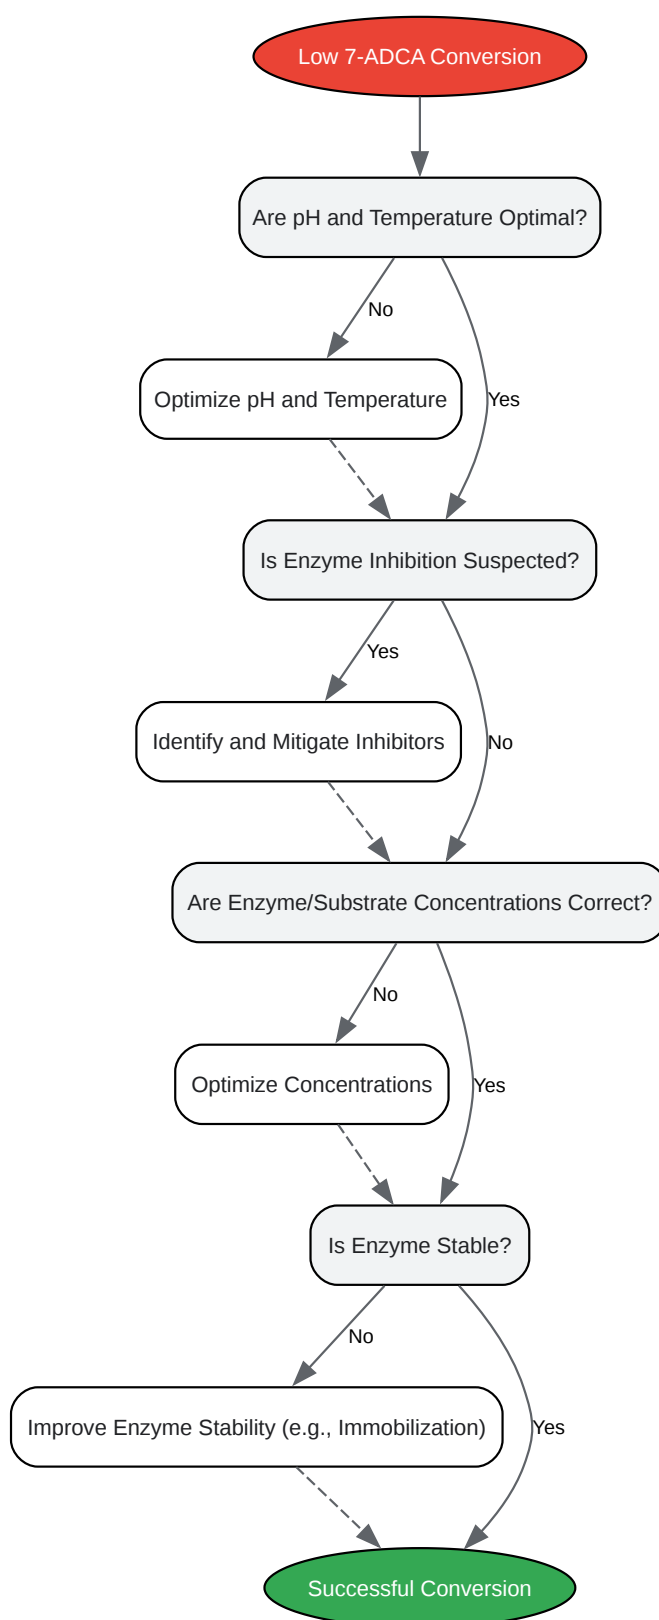 Low 7-ADCA Conversion
Are pH and Temperature Optimal?
No
Optimize pH and Temperature
Yes
Is Enzyme Inhibition Suspected?
Yes
Identify and Mitigate Inhibitors
No
Are Enzyme/Substrate Concentrations Correct?
No
Optimize Concentrations
Yes
Is Enzyme Stable?
No
Improve Enzyme Stability (e.g., Immobilization)
Yes
Successful Conversion